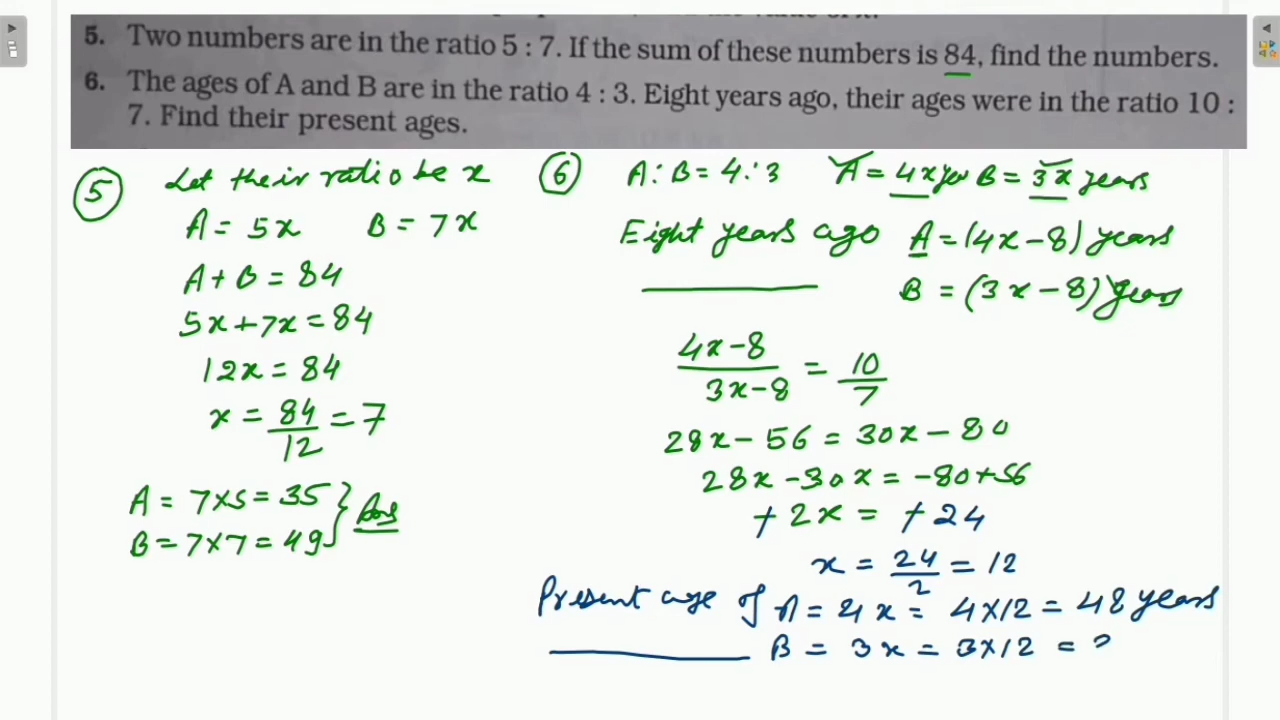 5. Two numbers are in the ratio 5 : 7. If the sum of these numbers is 84, find the numbers.
6. The ages of A and B are in the ratio 4 : 3. Eight years ago, their ages were in the ratio 10 :
7. Find their present ages.
5 Let their ratio be x
A = 5x B = 7x
A + B = 84
5x + 7x = 84
12x = 84
x = 84/12 = 7
A = 7×5 = 35
B = 7×7 = 49 } Ans
6 A : B = 4 : 3 A = 4x B = 3x years
Eight years ago A = (4x - 8) years
B = (3x - 8) years
4x - 8 / 3x - 8 = 10/7
28x - 56 = 30x - 80
28x - 30x = -80 + 56
+ 2x = + 24
x = 24/2 = 12
Present age of A = 4x = 4×12 = 48 years
B = 3x = 3×12 =